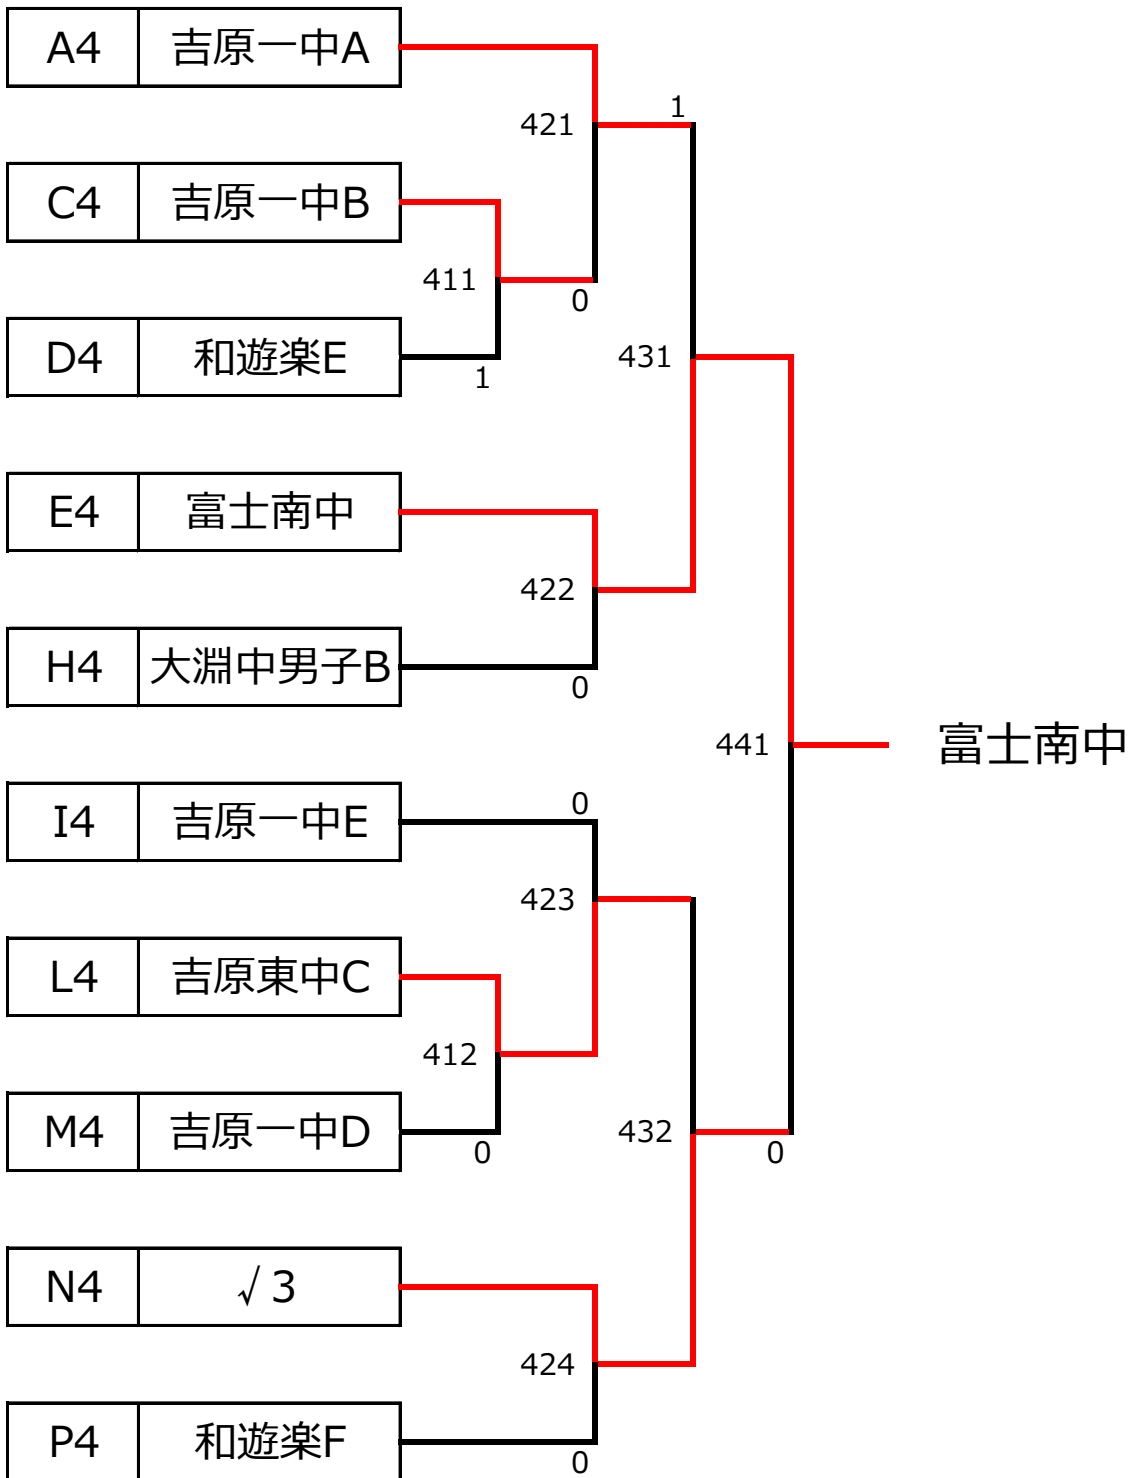 A4 吉原一中A
1
421
C4 吉原一中B
411
0
D4 和遊楽E
431
1
E4 富士南中
422
H4 大淵中男子B
0
441 富士南中
I4 吉原一中E
0
423
L4 吉原東中C
412
M4 吉原一中D
432
0
0
N4 √3
424
P4 和遊楽F
0